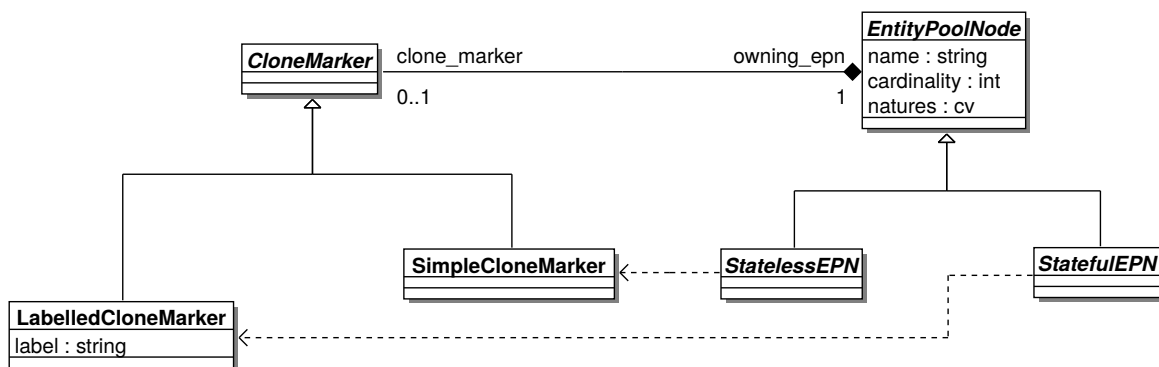 EntityPoolNode
name : string
cardinality : int
natures : cv
CloneMarker
clone_marker
owning_epn
0..1
1
SimpleCloneMarker
StatelessEPN
StatefulEPN
LabelledCloneMarker
label : string